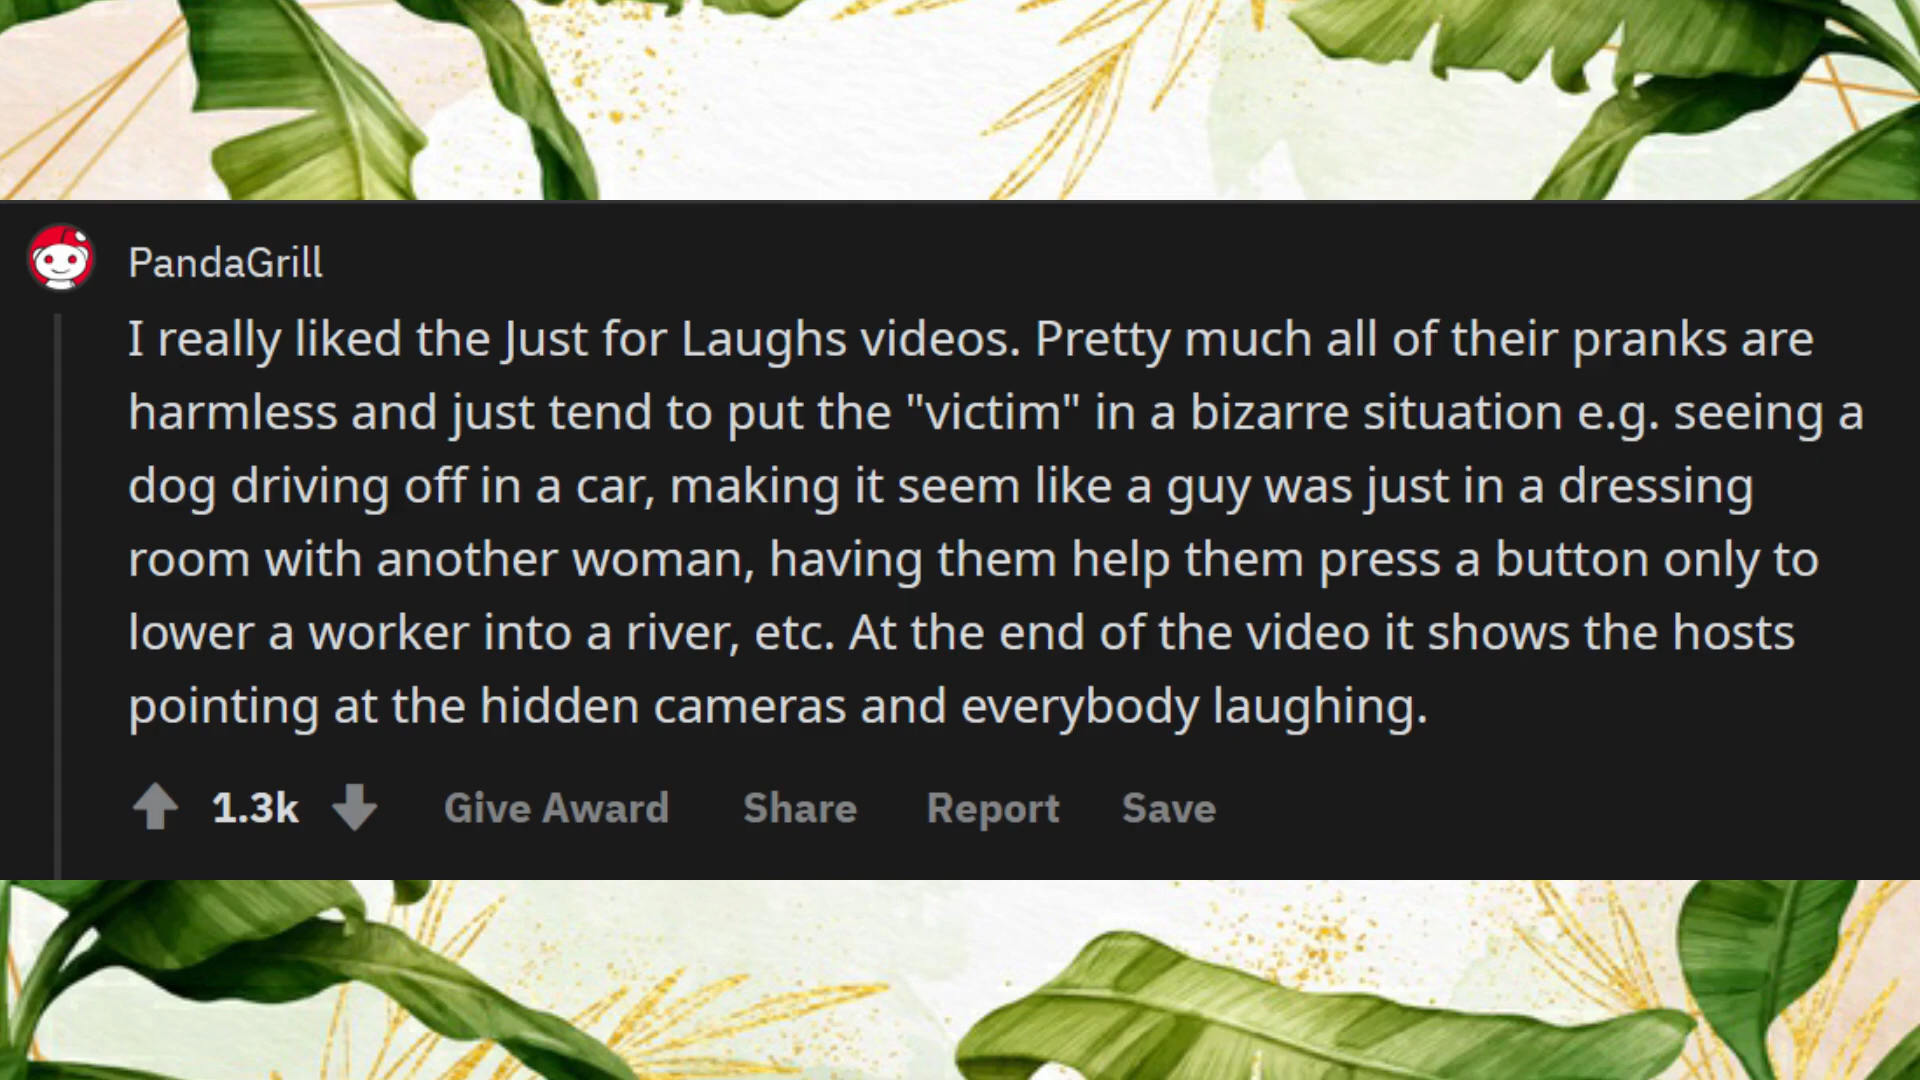 PandaGrill
I really liked the Just for Laughs videos. Pretty much all of their pranks are
harmless and just tend to put the "victim" in a bizarre situation e.g. seeing a
dog driving off in a car, making it seem like a guy was just in a dressing
room with another woman, having them help them press a button only to
lower a worker into a river, etc. At the end of the video it shows the hosts
pointing at the hidden cameras and everybody laughing.
1.3k Give Award Share Report Save